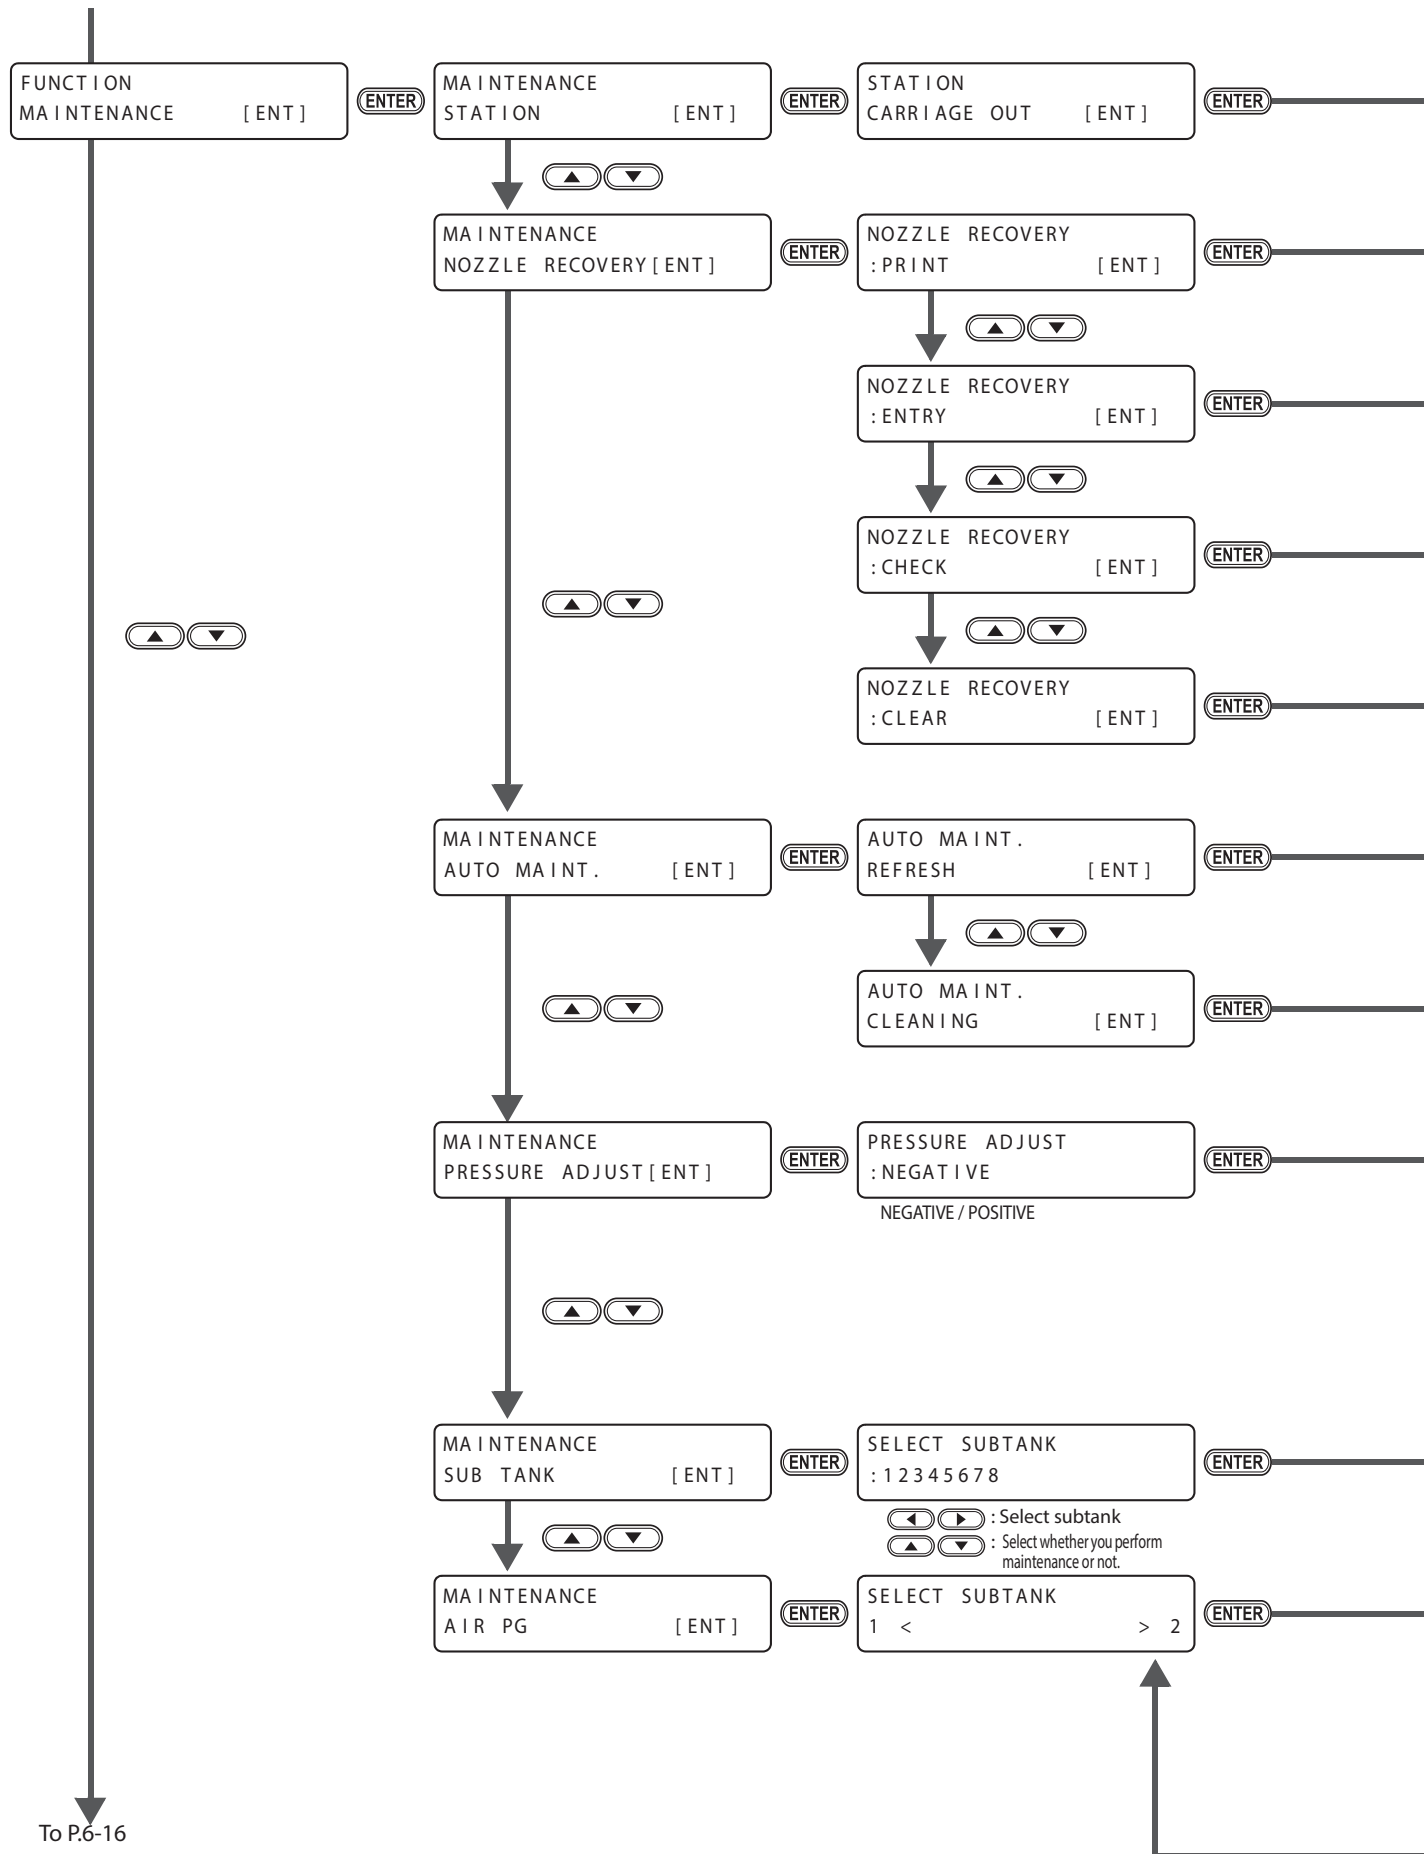 FUNCTION
MAINTENANCE [ENT]
ENTER
MAINTENANCE
STATION [ENT]
ENTER
STATION
CARRIAGE OUT [ENT]
ENTER
MAINTENANCE
NOZZLE RECOVERY[ENT]
ENTER
NOZZLE RECOVERY
:PRINT [ENT]
ENTER
NOZZLE RECOVERY
:ENTRY [ENT]
ENTER
NOZZLE RECOVERY
:CHECK [ENT]
ENTER
NOZZLE RECOVERY
:CLEAR [ENT]
ENTER
MAINTENANCE
AUTO MAINT. [ENT]
ENTER
AUTO MAINT.
REFRESH [ENT]
ENTER
AUTO MAINT.
CLEANING [ENT]
ENTER
MAINTENANCE
PRESSURE ADJUST[ENT]
ENTER
PRESSURE ADJUST
:NEGATIVE
ENTER
NEGATIVE / POSITIVE
MAINTENANCE
SUB TANK [ENT]
ENTER
SELECT SUBTANK
:12345678
ENTER
: Select subtank
: Select whether you perform
maintenance or not.
MAINTENANCE
AIR PG [ENT]
ENTER
SELECT SUBTANK
1 < > 2
ENTER
To P.6-16